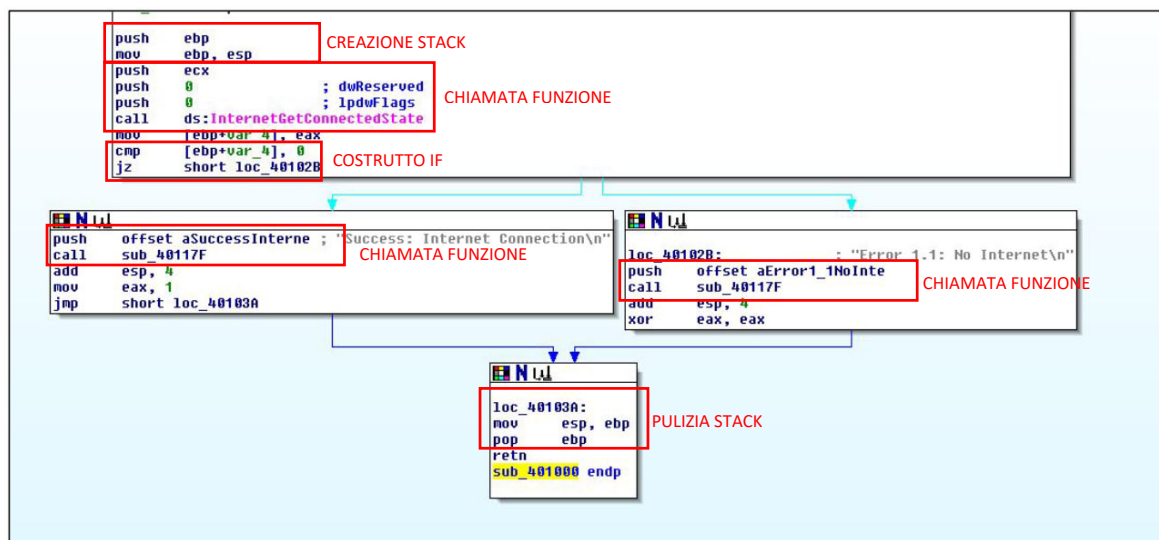 push ebp
mov ebp, esp
CREAZIONE STACK
push ecx
push 0 ; dwReserved
push 0 ; lpdwFlags
call ds:InternetGetConnectedState
CHIAMATA FUNZIONE
mov [ebp+var_4], eax
cmp [ebp+var_4], 0
jz short loc_40102B
COSTRUTTO IF
push offset aSuccessInterne ; "Success: Internet Connection\n"
call sub_40117F
CHIAMATA FUNZIONE
add esp, 4
mov eax, 1
jmp short loc_40103A
loc_40102B: ; "Error 1.1: No Internet\n"
push offset aError1_1NoInte
call sub_40117F
CHIAMATA FUNZIONE
add esp, 4
xor eax, eax
loc_40103A:
mov esp, ebp
pop ebp
PULIZIA STACK
retn
sub_401000 endp